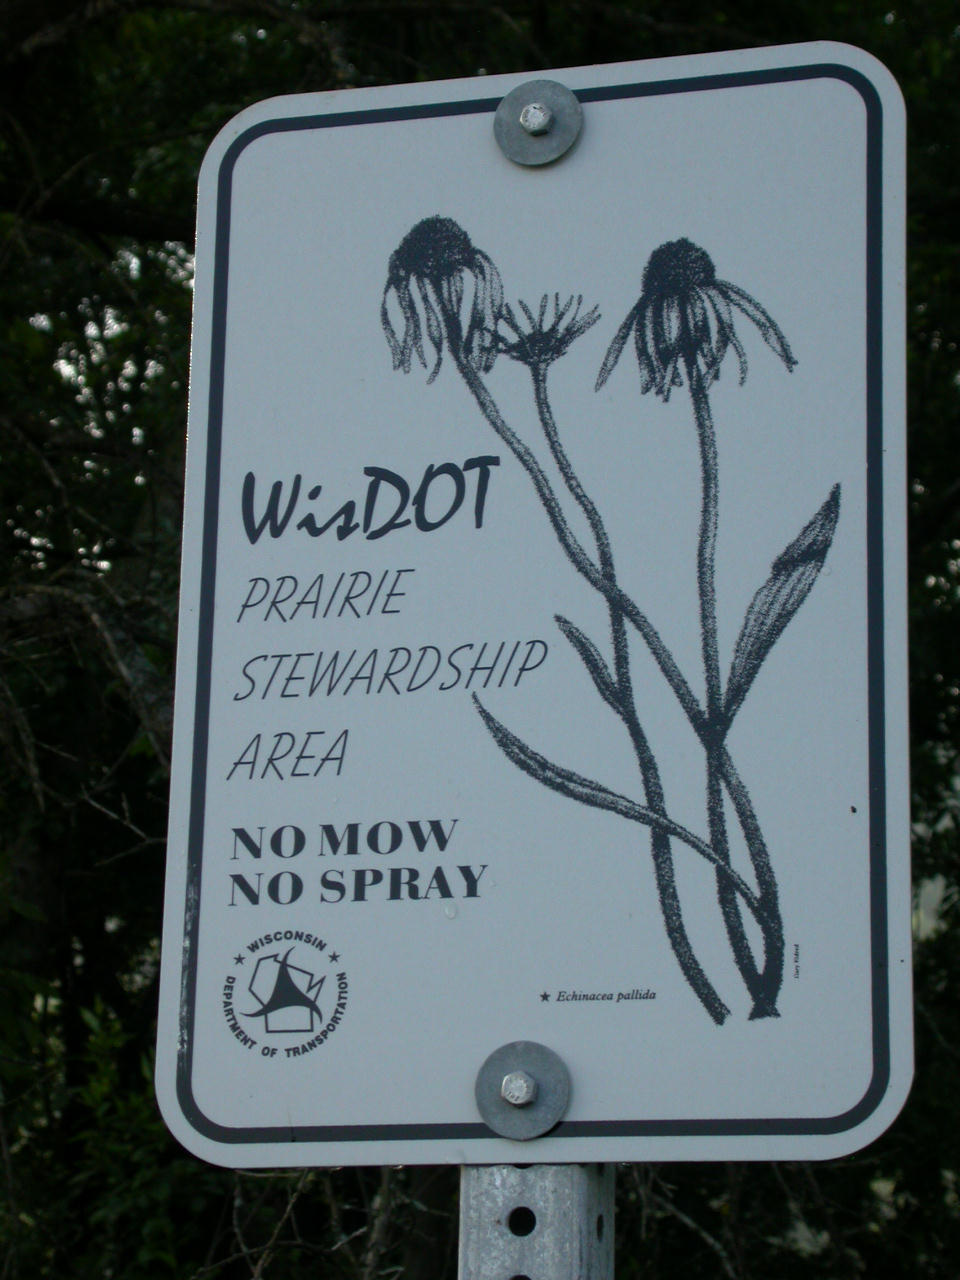 WisDOT
PRAIRIE
STEWARDSHIP
AREA
NO MOW
NO SPRAY
★ WISCONSIN ★
DEPARTMENT OF TRANSPORTATION
★ Echinacea pallida